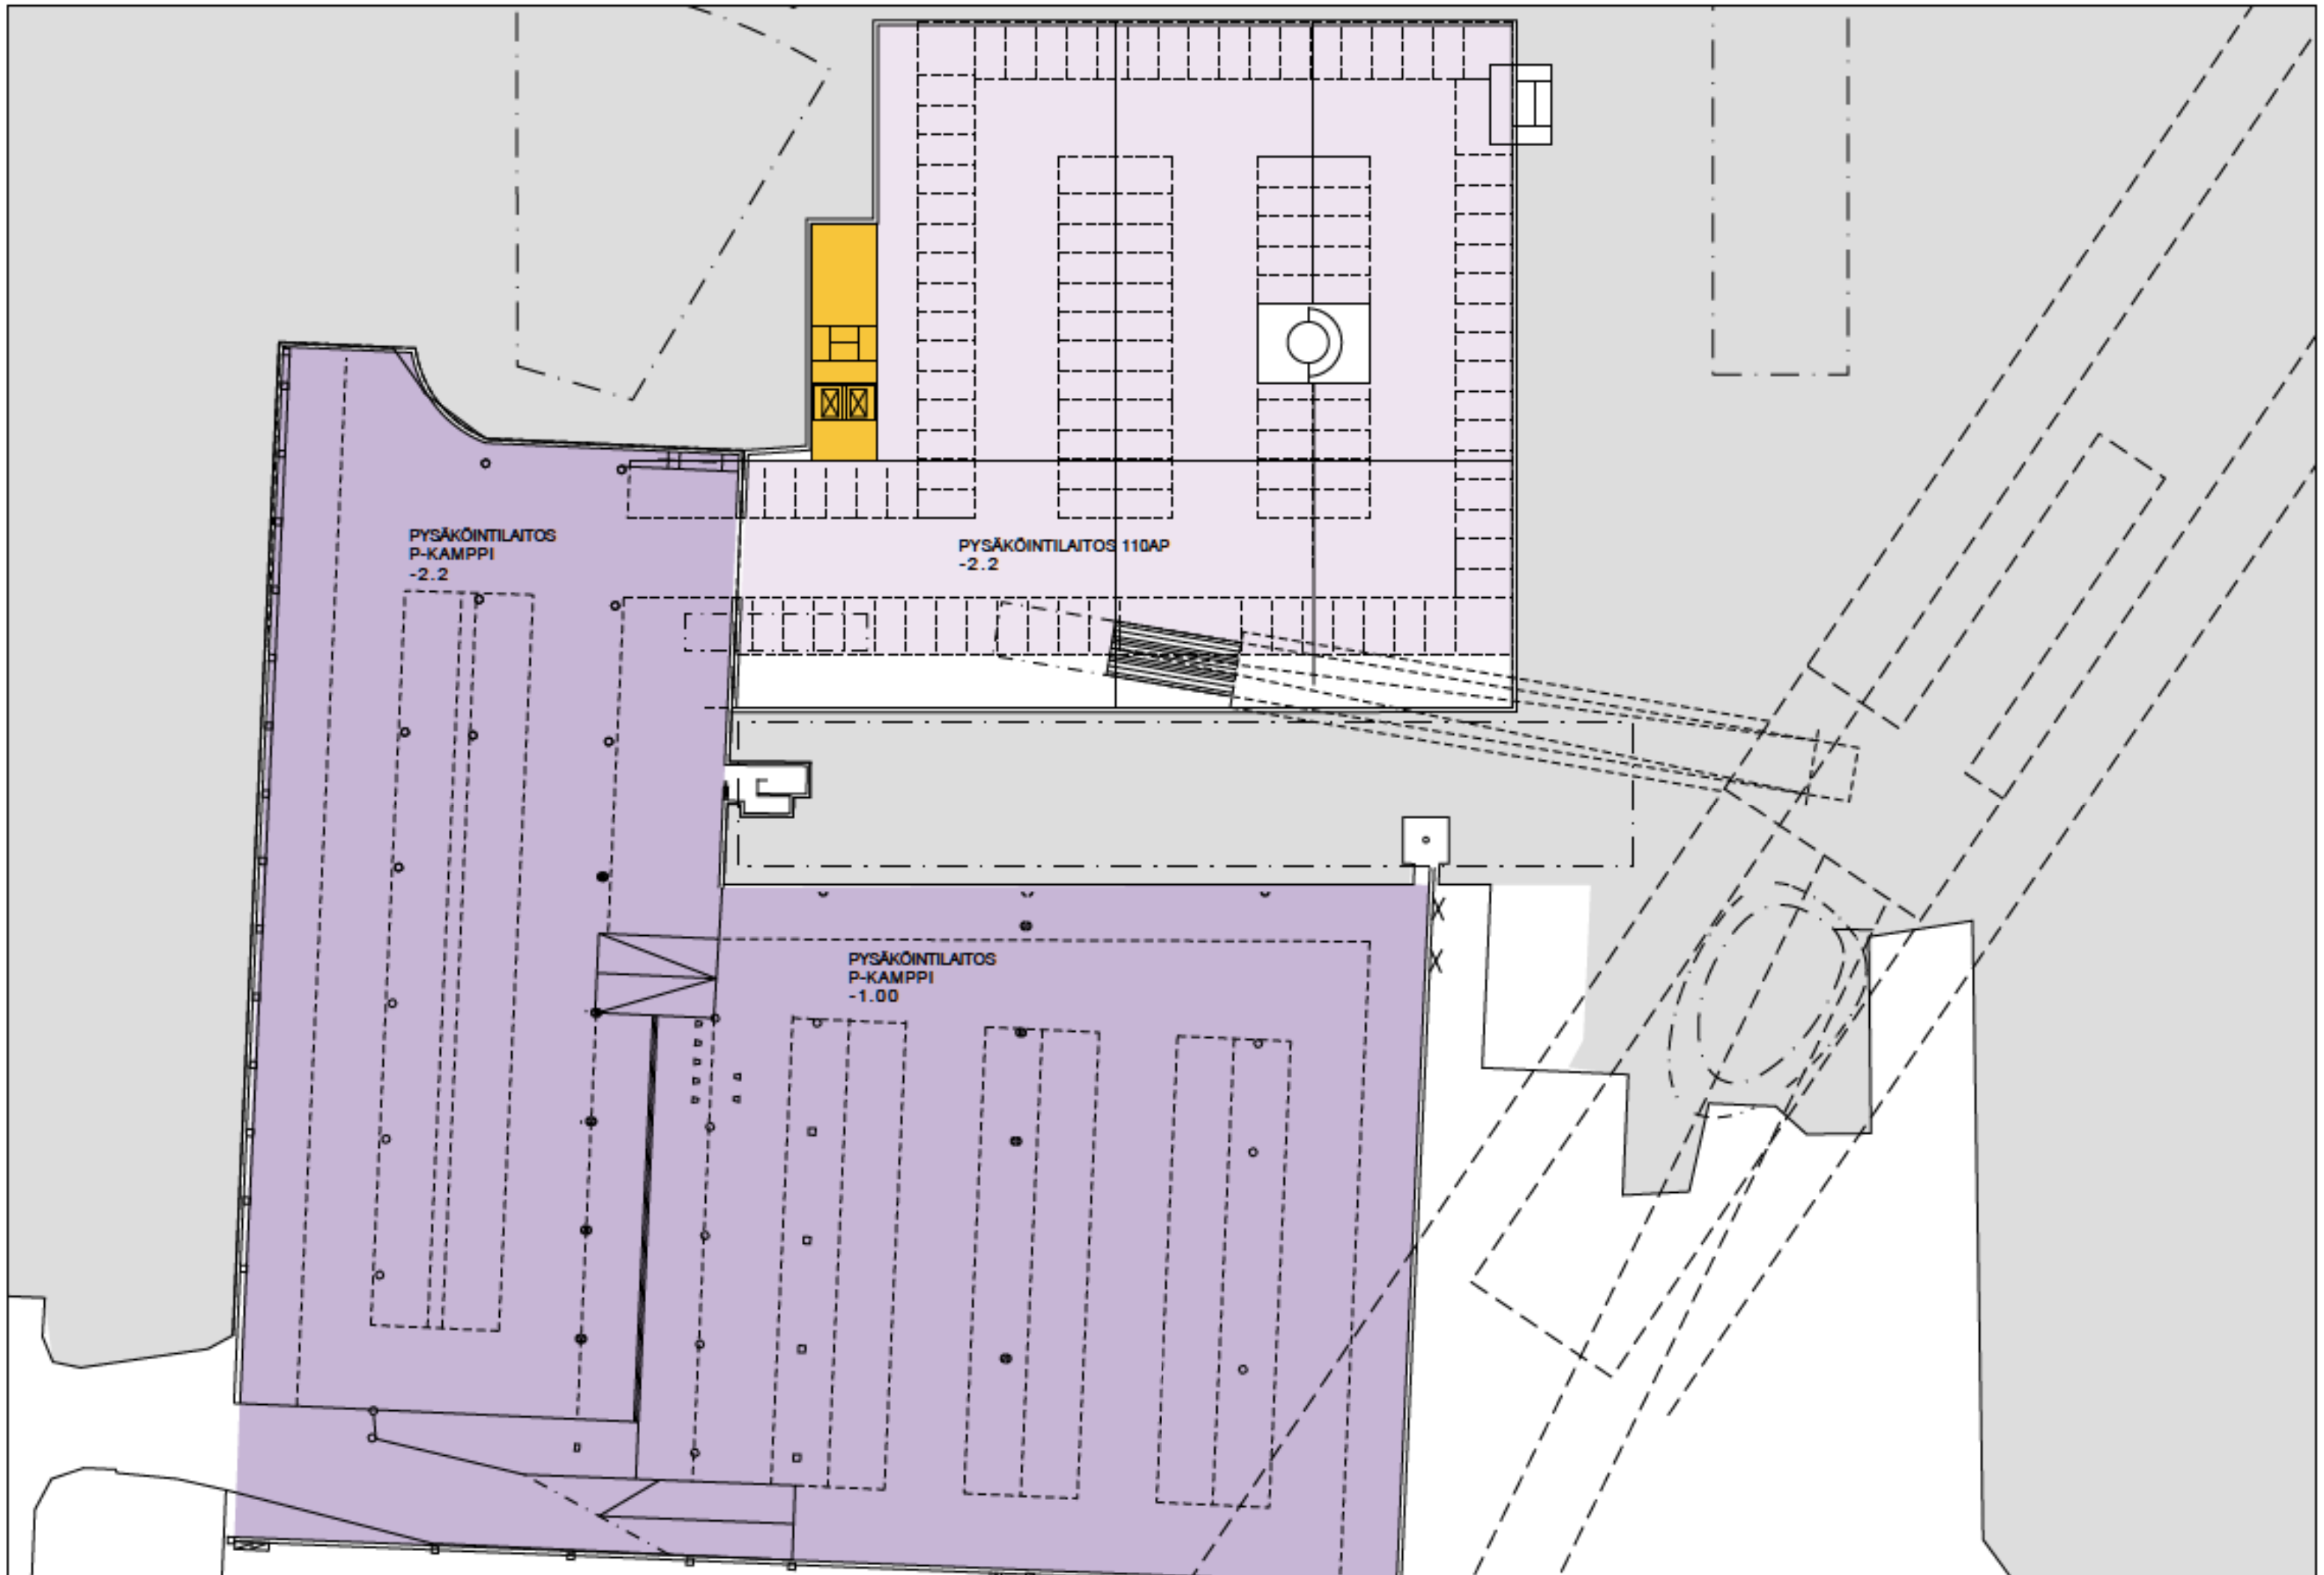 PYSÄKÖINTILAITOS
P-KAMPPI
-2.2
PYSÄKÖINTILAITOS 110AP
-2.2
PYSÄKÖINTILAITOS
P-KAMPPI
-1.00